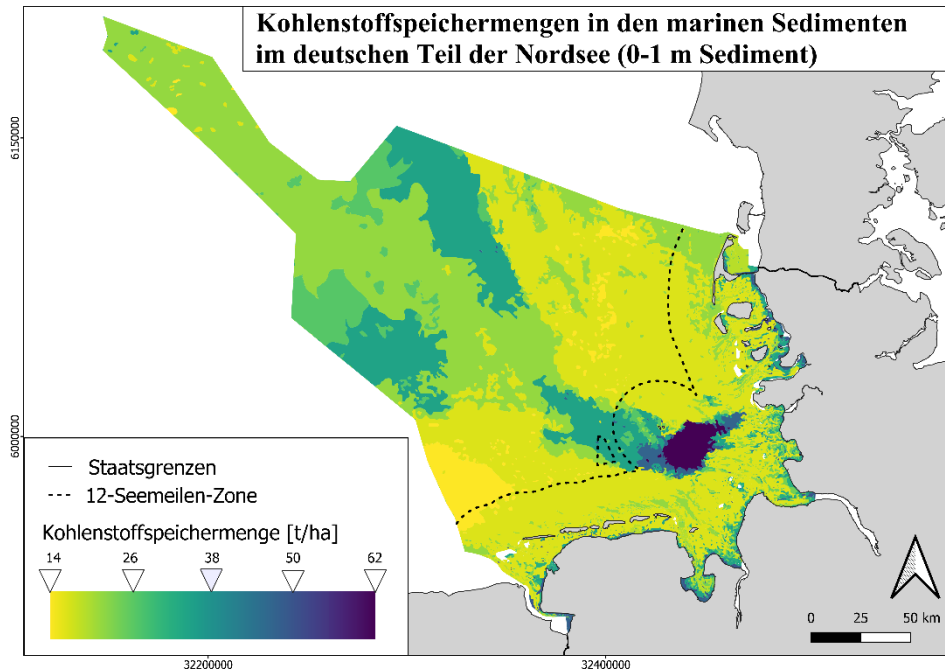 Kohlenstoffspeichermengen in den marinen Sedimenten
im deutschen Teil der Nordsee (0-1 m Sediment)
6150000
6000000
Staatsgrenzen
12-Seemeilen-Zone
Kohlenstoffspeichermenge [t/ha]
14 26 38 50 62
0 25 50 km
32200000 32400000